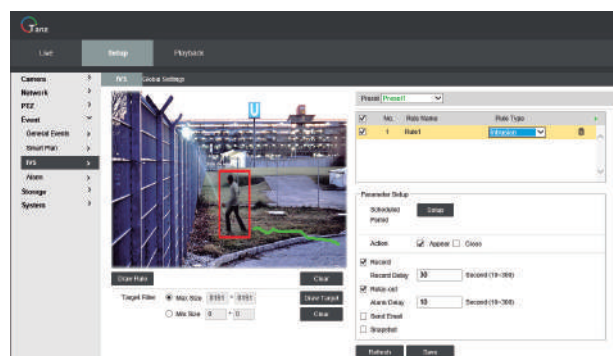 Tanz
Live Setup Playback
Camera
Network
PTZ
Event
General Events
Smart Plan
IVS
Alarm
Storage
System
IVS Global Settings
U
Draw Rule Clear
Target Filter Max Size 8191 * 8191 Draw Target
Min Size 0 * 0 Clear
Preset Preset1
No. Rule Name Rule Type
1 Rule1 Intrusion
Parameter Setup
Scheduled Period Setup
Action Appear Cross
Record
Record Delay 30 Second (10~300)
Relay-out
Alarm Delay 10 Second (10~300)
Send Email
Snapshot
Refresh Save